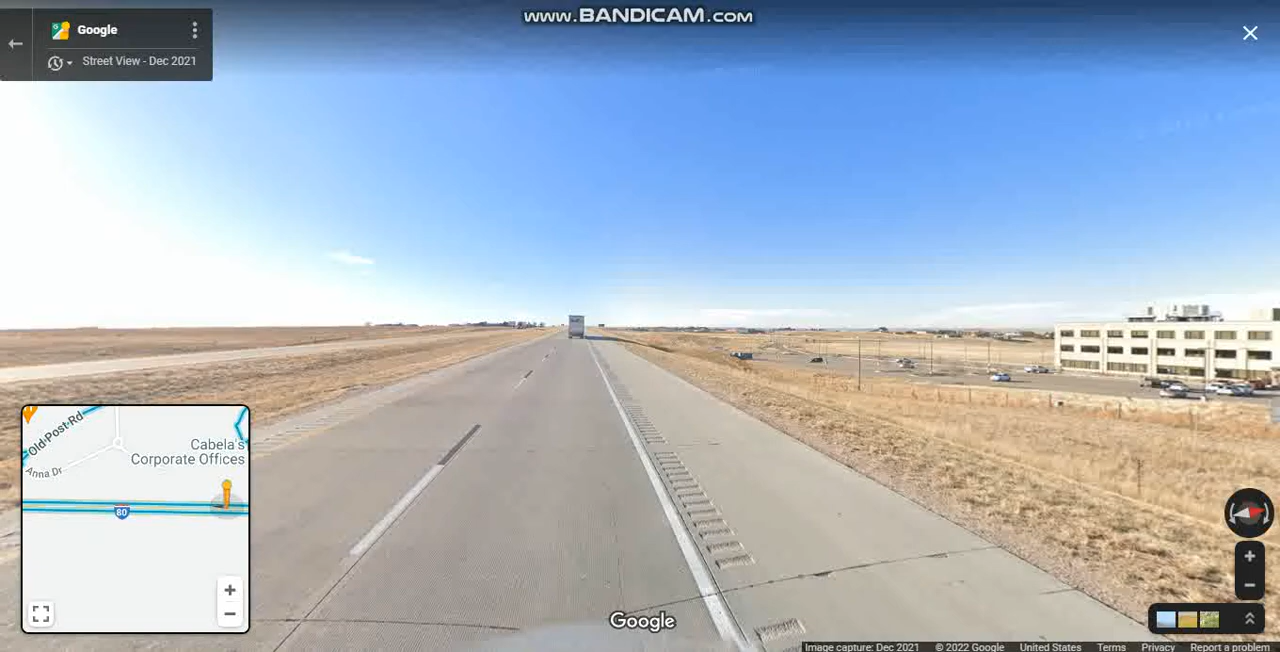 www.BANDICAM.com
Google
Street View - Dec 2021
Old Post Rd
Cabela's
Corporate Offices
Anna Dr
80
Google
Image capture: Dec 2021 © 2022 Google United States Terms Privacy Report a problem